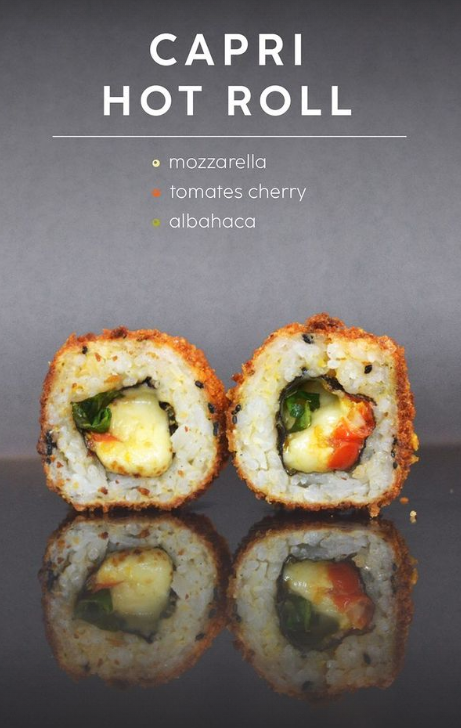 CAPRI
HOT ROLL
mozzarella
tomates cherry
albahaca